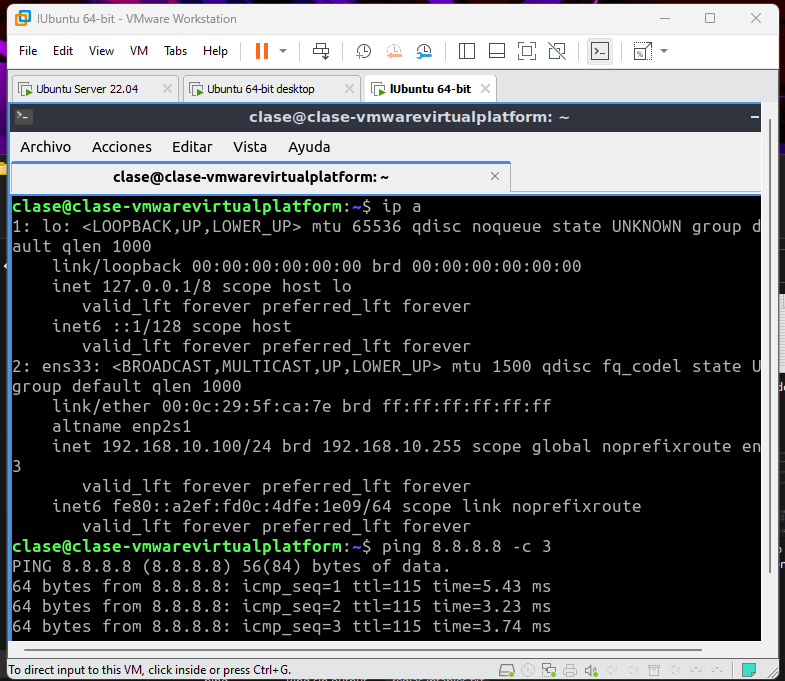 lUbuntu 64-bit - VMware Workstation
File Edit View VM Tabs Help
Ubuntu Server 22.04 Ubuntu 64-bit desktop lUbuntu 64-bit
clase@clase-vmwarevirtualplatform: ~
Archivo Acciones Editar Vista Ayuda
clase@clase-vmwarevirtualplatform: ~
clase@clase-vmwarevirtualplatform:~$ ip a
1: lo: <LOOPBACK,UP,LOWER_UP> mtu 65536 qdisc noqueue state UNKNOWN group d
ault qlen 1000
link/loopback 00:00:00:00:00:00 brd 00:00:00:00:00:00
inet 127.0.0.1/8 scope host lo
valid_lft forever preferred_lft forever
inet6 ::1/128 scope host
valid_lft forever preferred_lft forever
2: ens33: <BROADCAST,MULTICAST,UP,LOWER_UP> mtu 1500 qdisc fq_codel state U
group default qlen 1000
link/ether 00:0c:29:5f:ca:7e brd ff:ff:ff:ff:ff:ff
altname enp2s1
inet 192.168.10.100/24 brd 192.168.10.255 scope global noprefixroute en
3
valid_lft forever preferred_lft forever
inet6 fe80::a2ef:fd0c:4dfe:1e09/64 scope link noprefixroute
valid_lft forever preferred_lft forever
clase@clase-vmwarevirtualplatform:~$ ping 8.8.8.8 -c 3
PING 8.8.8.8 (8.8.8.8) 56(84) bytes of data.
64 bytes from 8.8.8.8: icmp_seq=1 ttl=115 time=5.43 ms
64 bytes from 8.8.8.8: icmp_seq=2 ttl=115 time=3.23 ms
64 bytes from 8.8.8.8: icmp_seq=3 ttl=115 time=3.74 ms
To direct input to this VM, click inside or press Ctrl+G.